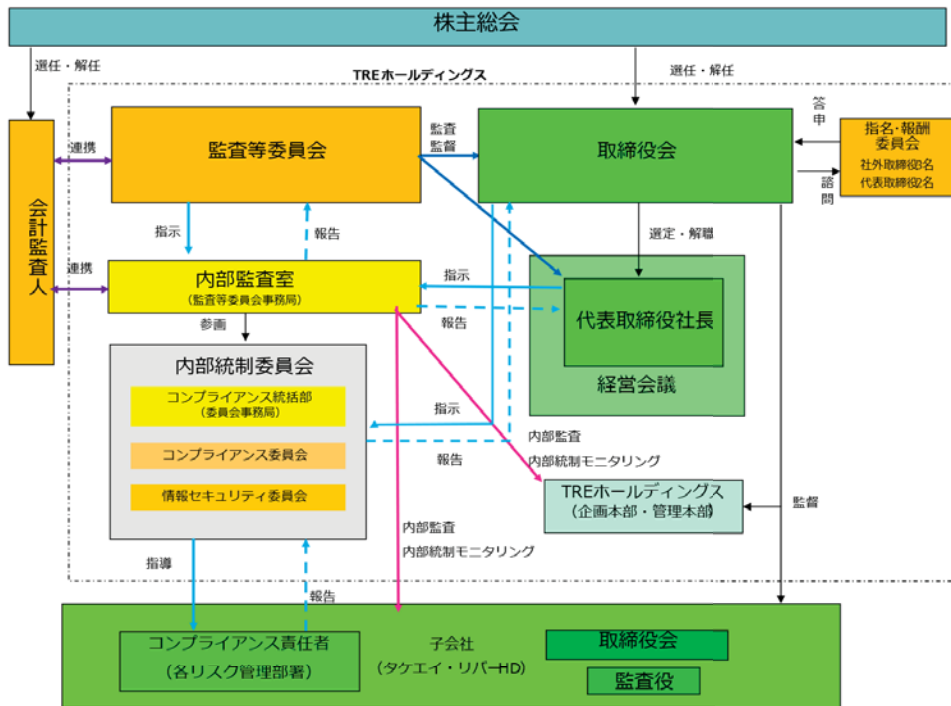 株主総会
選任・解任
TREホールディングス
選任・解任
監査等委員会
監査
監督
取締役会
答
申
指名・報酬
委員会
社外取締役3名
代表取締役2名
諮
問
連携
会計監査人
指示
報告
選定・解職
連携
内部監査室
(監査等委員会事務局)
指示
報告
代表取締役社長
経営会議
参画
内部統制委員会
コンプライアンス統括部
(委員会事務局)
コンプライアンス委員会
情報セキュリティ委員会
指示
報告
内部監査
内部統制モニタリング
TREホールディングス
(企画本部・管理本部)
監督
内部監査
内部統制モニタリング
指導
報告
コンプライアンス責任者
(各リスク管理部署)
子会社
(タケエイ・リバーHD)
取締役会
監査役